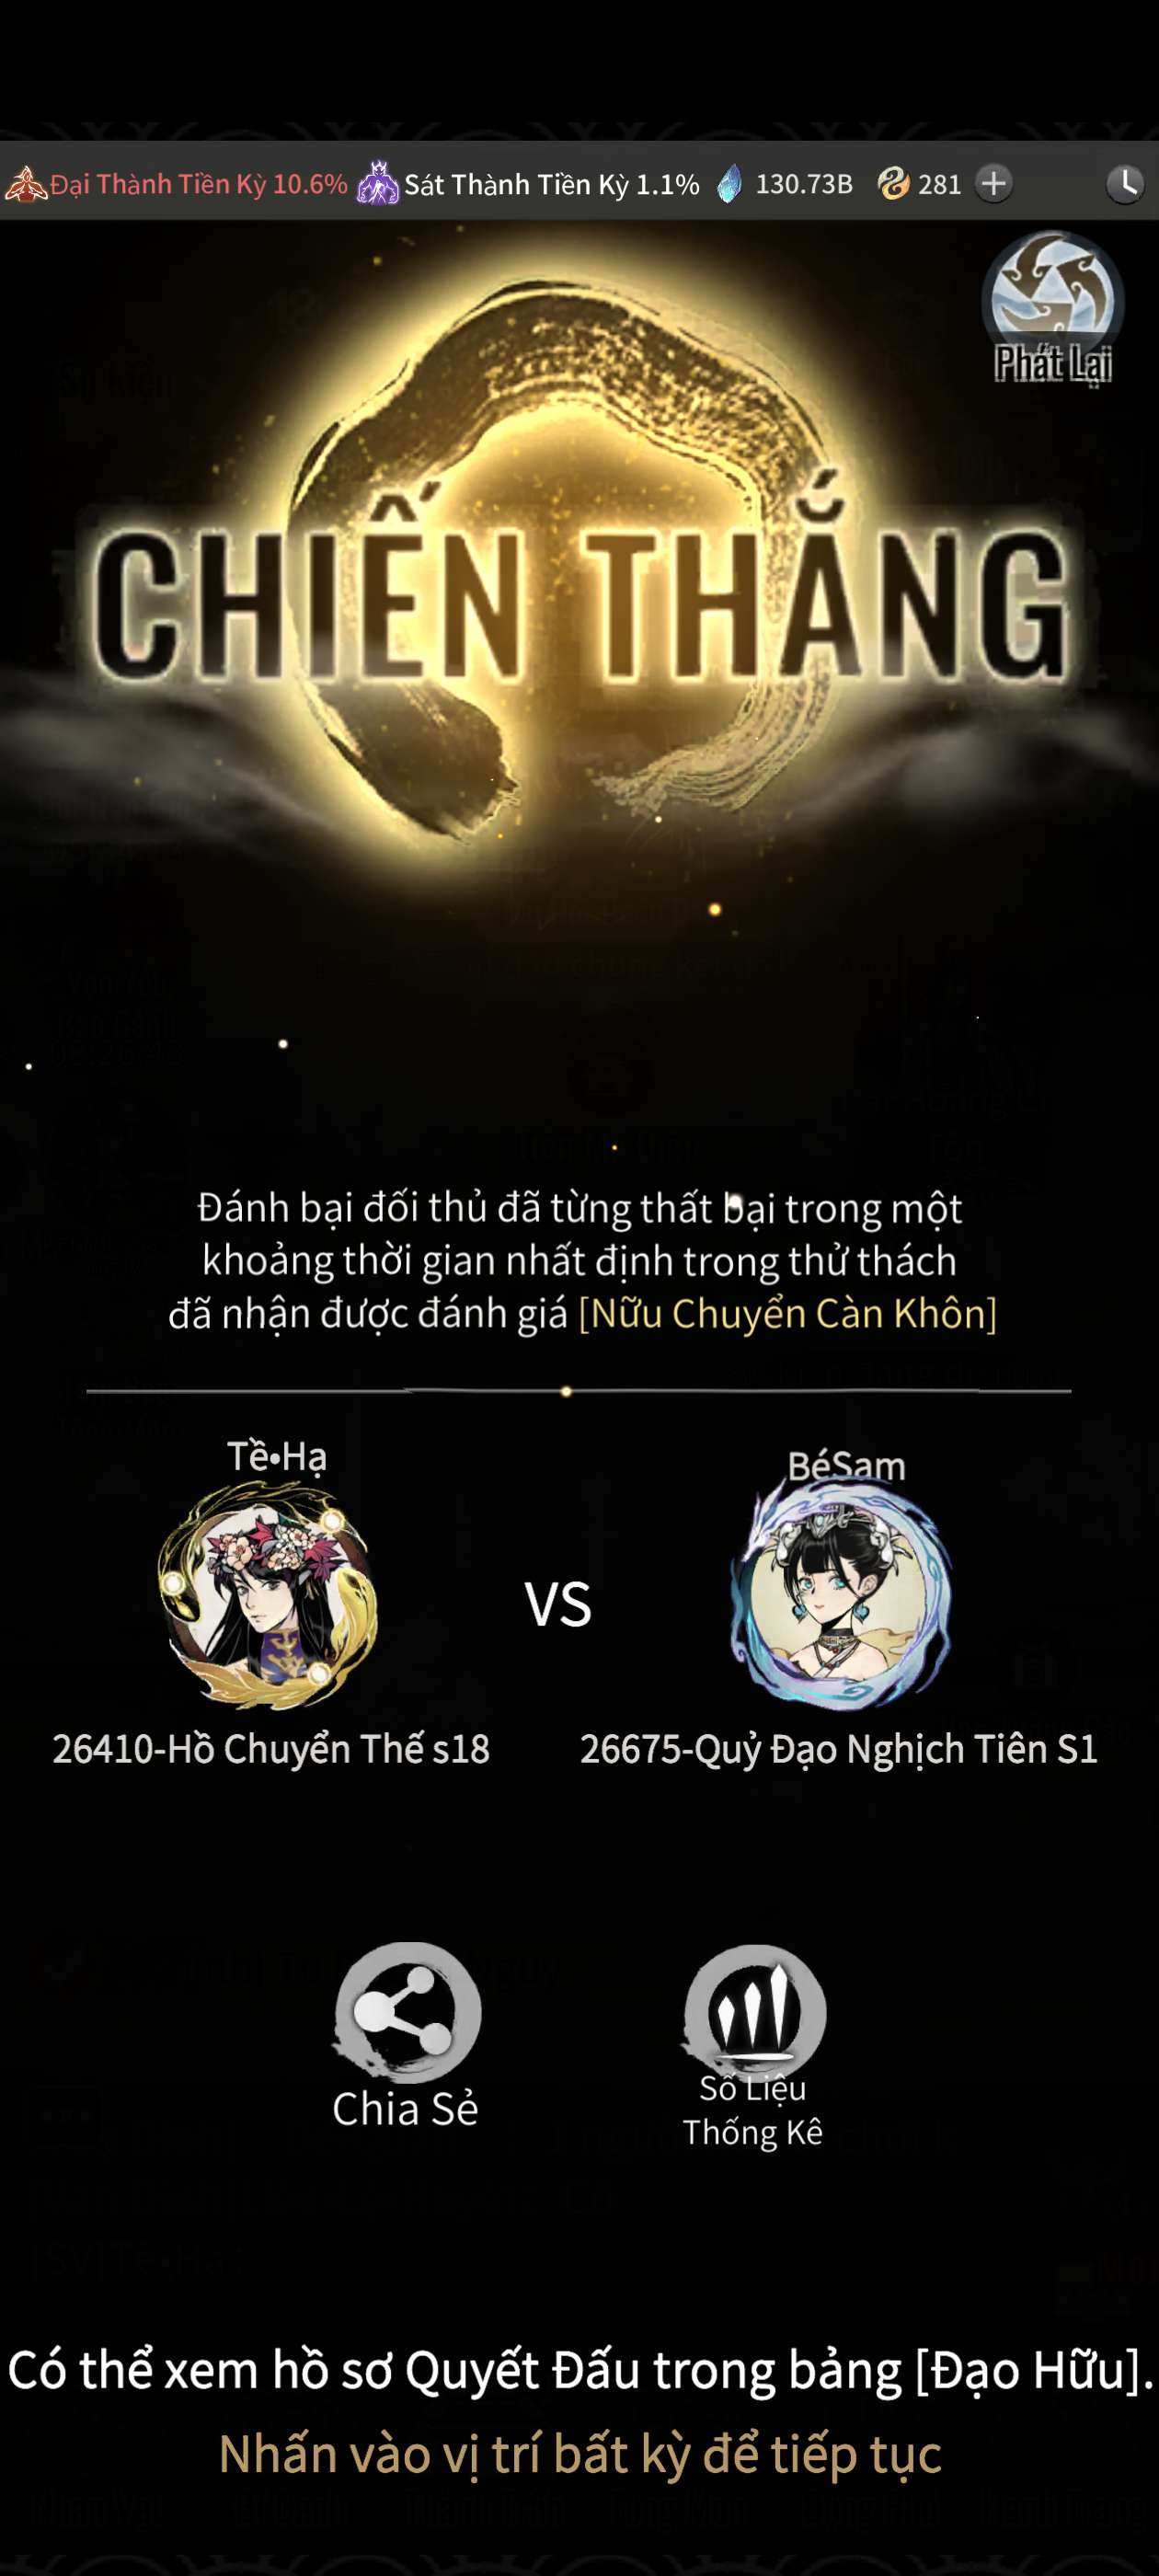 Đại Thành Tiền Kỳ 10.6% Sát Thành Tiền Kỳ 1.1% 130.73B 281
Phát Lại
CHIẾN THẮNG
Đánh bại đối thủ đã từng thất bại trong một
khoảng thời gian nhất định trong thử thách
đã nhận được đánh giá [Nữu Chuyển Càn Khôn]
Tề•Hạ
BéSam
VS
26410-Hồ Chuyển Thế s18
26675-Quỷ Đạo Nghịch Tiên S1
Chia Sẻ
Số Liệu
Thống Kê
Có thể xem hồ sơ Quyết Đấu trong bảng [Đạo Hữu].
Nhấn vào vị trí bất kỳ để tiếp tục